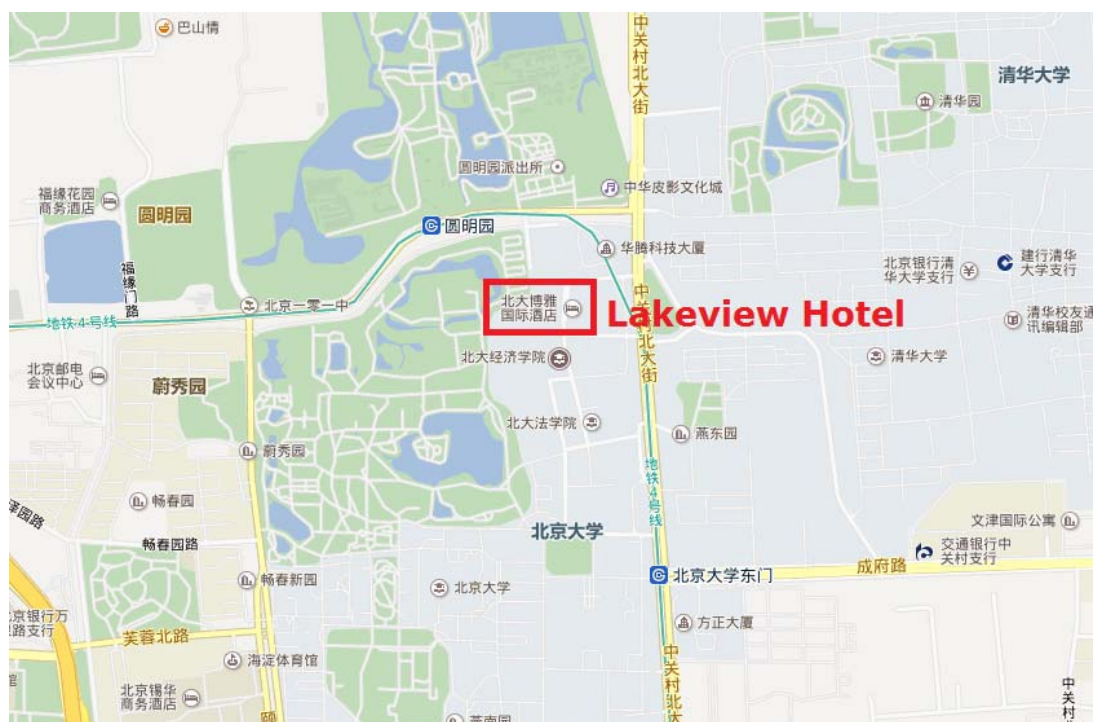 巴山情
中关村北大街
清华大学
清华园
圆明园派出所
中华皮影文化城
福缘花园
商务酒店
圆明园
圆明园
华腾科技大厦
北京银行清
华大学支行
建行清华
大学支行
福缘门路
北京一零一中
地铁4号线
北大博雅
国际酒店
Lakeview Hotel
中关村北大街
清华校友通
讯编辑部
北京邮电
会议中心
蔚秀园
北大经济学院
清华大学
北大法学院
燕东园
蔚秀园
地铁4号线
畅春园
北京大学
文津国际公寓
畅春园路
交通银行中
关村支行
成府路
北京大学东门
畅春新园
北京大学
方正大厦
芙蓉北路
海淀体育馆
北京锡华
商务酒店
中关村北大
燕南园
中关村